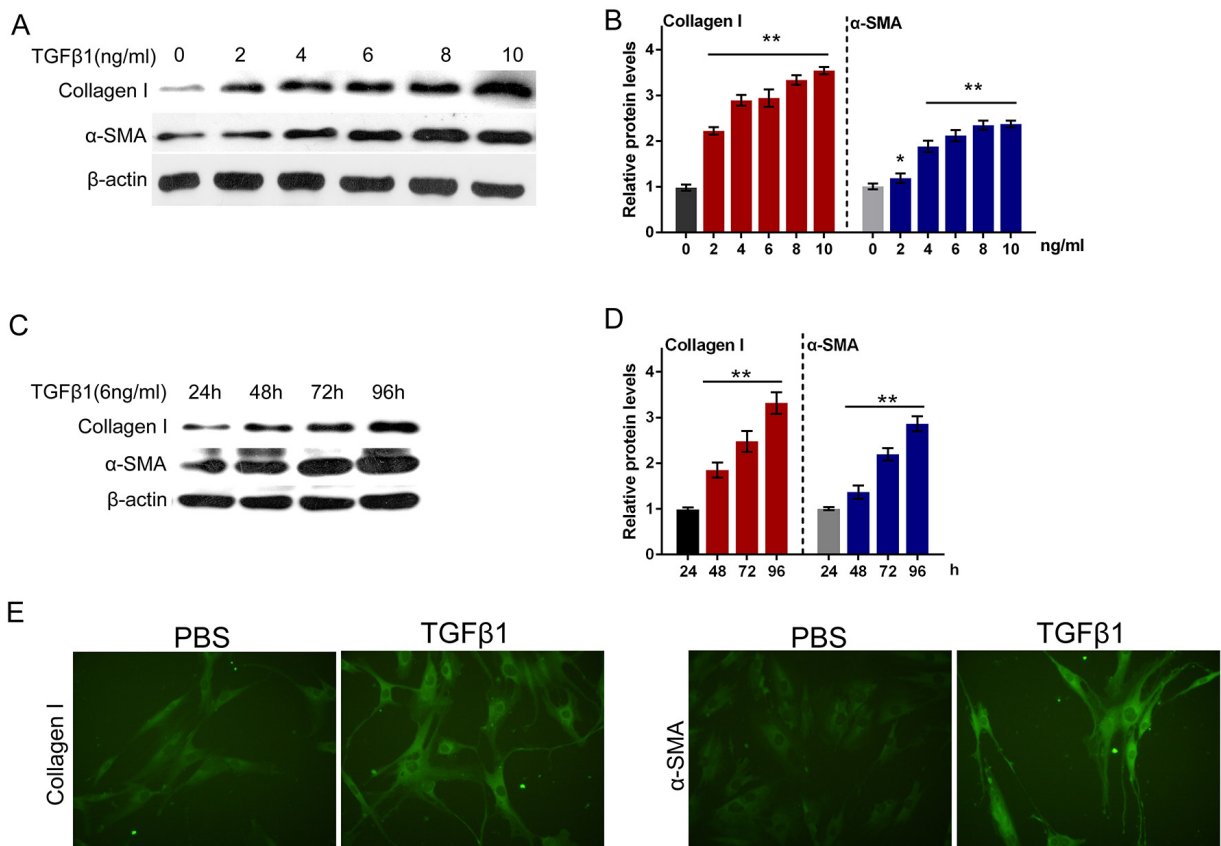 A
TGFβ1(ng/ml) 0 2 4 6 8 10
Collagen I
α-SMA
β-actin
B
Collagen I α-SMA
Relative protein levels
4
3
2
1
0
** * **
0 2 4 6 8 10 0 2 4 6 8 10 ng/ml
C
TGFβ1(6ng/ml) 24h 48h 72h 96h
Collagen I
α-SMA
β-actin
D
Collagen I α-SMA
Relative protein levels
4
3
2
1
0
** **
24 48 72 96 24 48 72 96 h
E
PBS TGFβ1 PBS TGFβ1
Collagen I
α-SMA